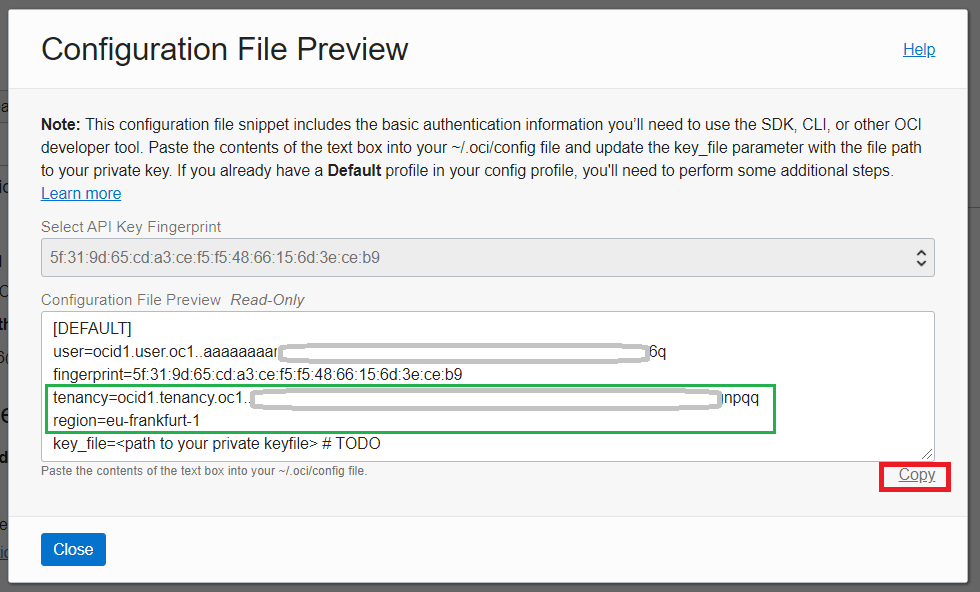 Configuration File Preview
Help
Note: This configuration file snippet includes the basic authentication information you'll need to use the SDK, CLI, or other OCI
developer tool. Paste the contents of the text box into your ~/.oci/config file and update the key_file parameter with the file path
to your private key. If you already have a Default profile in your config profile, you'll need to perform some additional steps.
Learn more
Select API Key Fingerprint
5f:31:9d:65:cd:a3:ce:f5:f5:48:66:15:6d:3e:ce:b9
Configuration File Preview Read-Only
[DEFAULT]
user=ocid1.user.oc1..aaaaaaaar 6q
fingerprint=5f:31:9d:65:cd:a3:ce:f5:f5:48:66:15:6d:3e:ce:b9
tenancy=ocid1.tenancy.oc1.. npqq
region=eu-frankfurt-1
key_file=<path to your private keyfile> # TODO
Paste the contents of the text box into your ~/.oci/config file.
Copy
Close